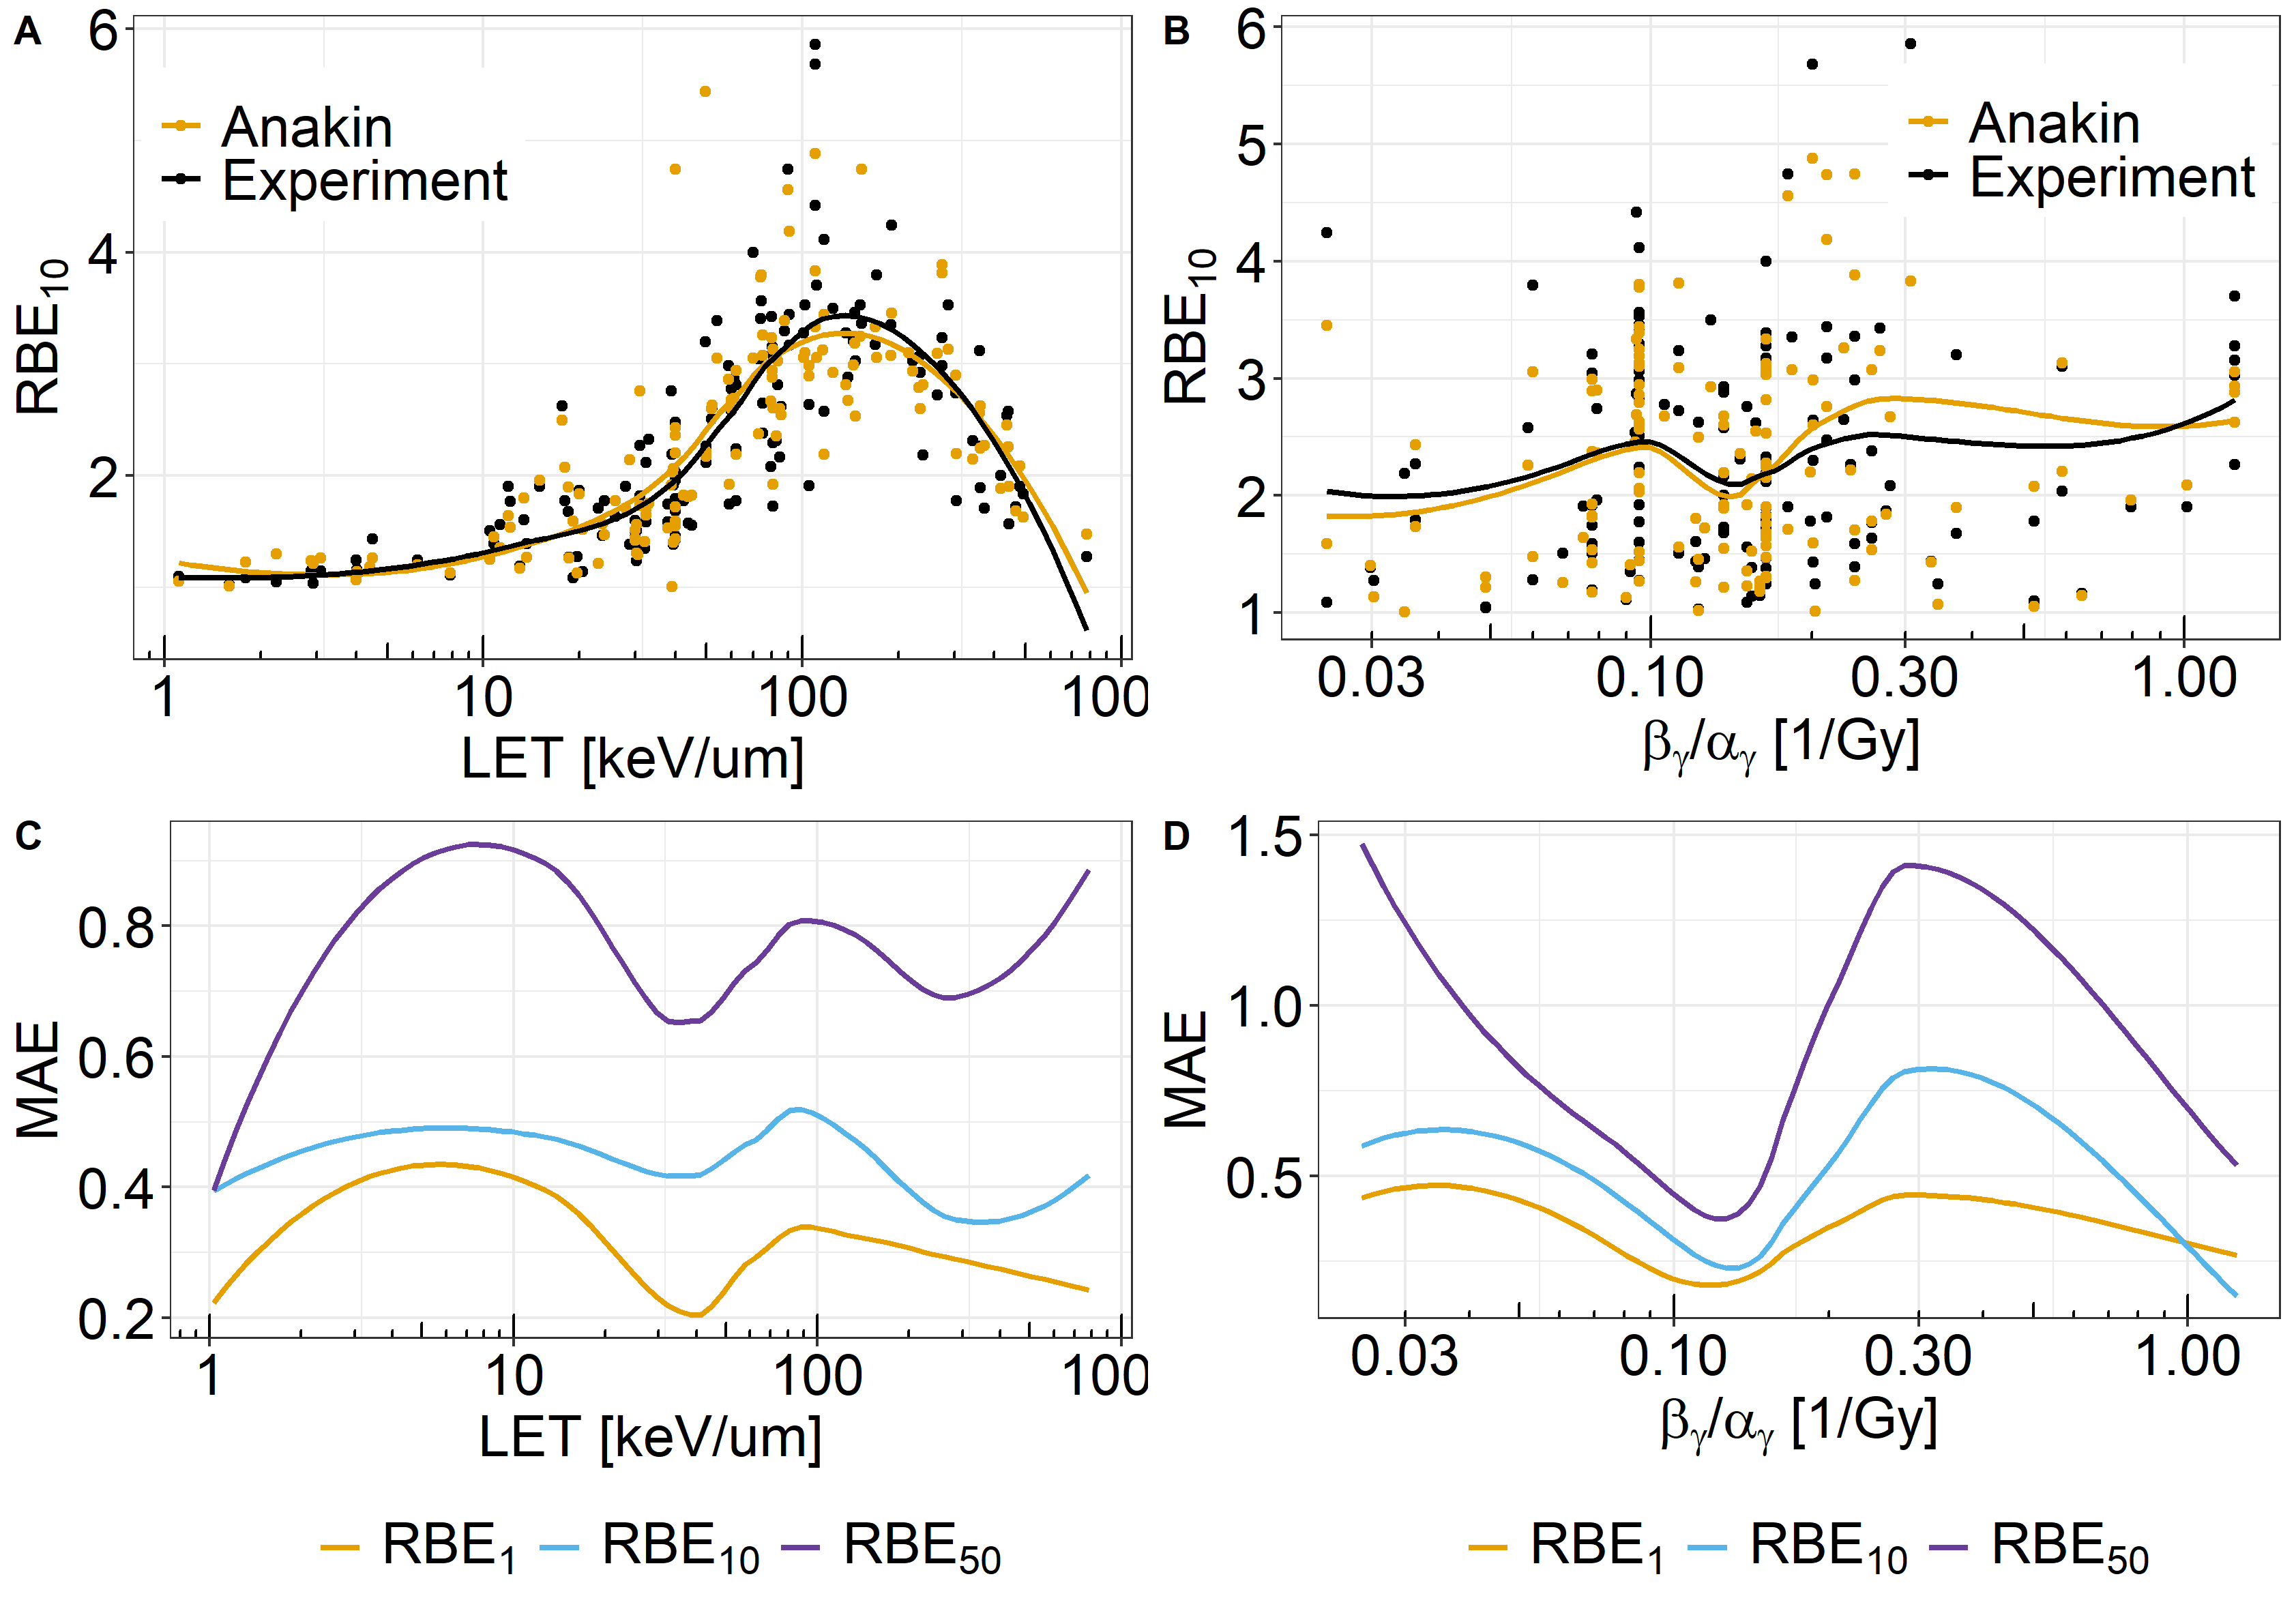 A
6
4
2
RBE10
Anakin
Experiment
1 10 100 100
LET [keV/um]
B
6
5
4
3
2
1
RBE10
Anakin
Experiment
0.03 0.10 0.30 1.00
βγ/αγ [1/Gy]
C
0.8
0.6
0.4
0.2
MAE
1 10 100 100
LET [keV/um]
RBE1 RBE10 RBE50
D
1.5
1.0
0.5
MAE
0.03 0.10 0.30 1.00
βγ/αγ [1/Gy]
RBE1 RBE10 RBE50